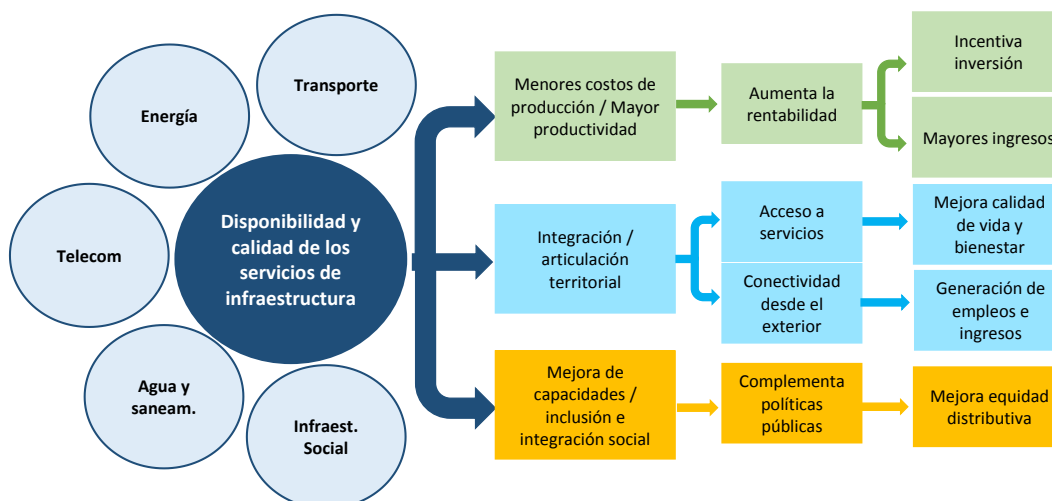 Transporte
Energía
Telecom
Agua y
saneam.
Infraest.
Social
Disponibilidad y
calidad de los
servicios de
infraestructura
Menores costos de
producción / Mayor
productividad
Aumenta la
rentabilidad
Incentiva
inversión
Mayores ingresos
Integración /
articulación
territorial
Acceso a
servicios
Mejora calidad
de vida y
bienestar
Conectividad
desde el
exterior
Generación de
empleos e
ingresos
Mejora de
capacidades /
inclusión e
integración social
Complementa
políticas
públicas
Mejora equidad
distributiva